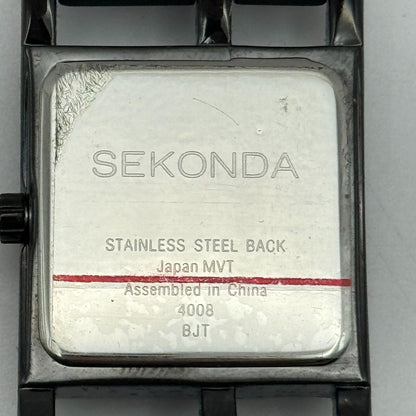 SEKONDA
STAINLESS STEEL BACK
Japan MVT
Assembled in China
4008
BJT